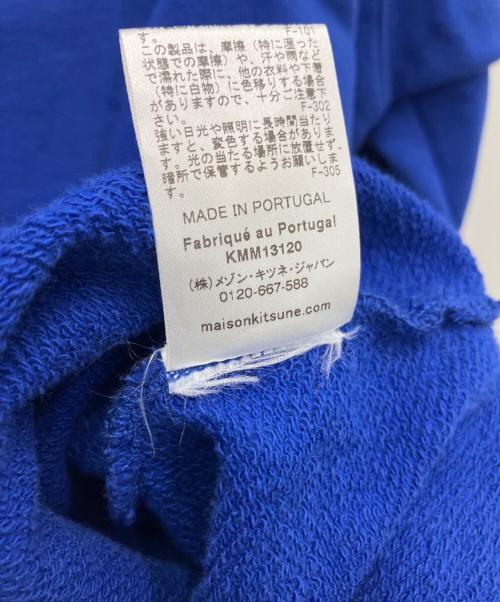 す。
F-101
この製品は、摩擦（特に湿った
状態での摩擦）や、汗や雨など
で濡れた際に、他の衣料や下着
（特に白物）に色移りする場合
がありますので、十分ご注意下
さい。
F-302
強い日光や照明に長時間当たり
ますと、変色する場合がありま
す。光の当たる場所に放置せず、
暗所で保管するようお願いしま
す。
F-305
MADE IN PORTUGAL
Fabriqué au Portugal
KMM13120
（株）メゾン・キツネ・ジャパン
0120-667-588
maisonkitsune.com